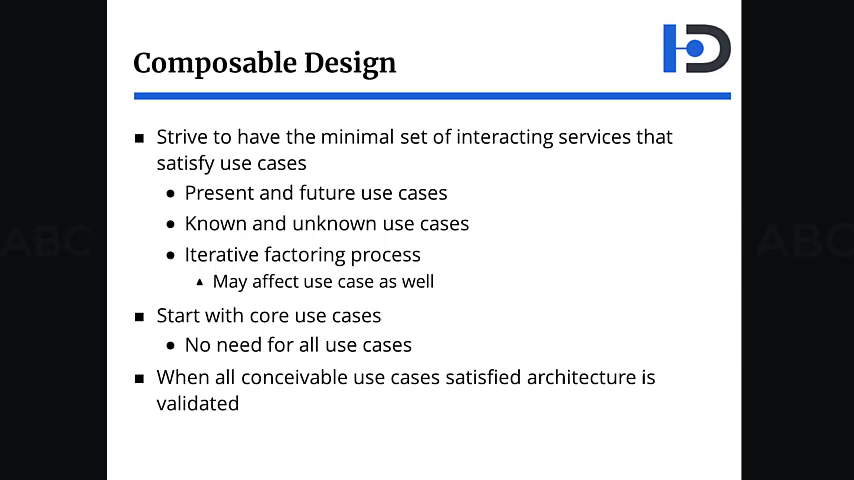 Composable Design
Strive to have the minimal set of interacting services that
satisfy use cases
Present and future use cases
Known and unknown use cases
Iterative factoring process
May affect use case as well
Start with core use cases
No need for all use cases
When all conceivable use cases satisfied architecture is
validated
ABC
ABC